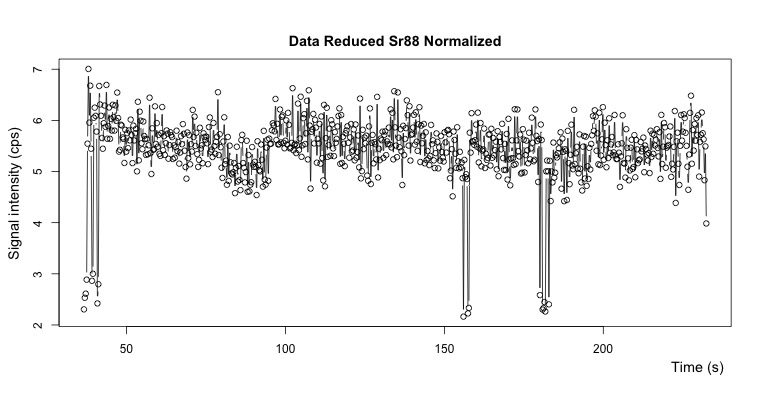 Data Reduced Sr88 Normalized
Signal intensity (cps)
7
6
5
4
3
2
50 100 150 200
Time (s)